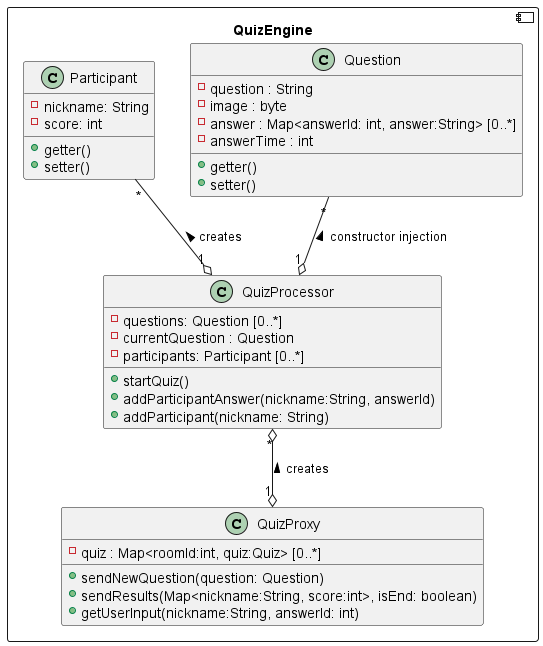 QuizEngine
C Participant
nickname: String
score: int
getter()
setter()
C Question
question : String
image : byte
answer : Map<answerId: int, answer:String> [0..*]
answerTime : int
getter()
setter()
* *
creates
constructor injection
1 1
C QuizProcessor
questions: Question [0..*]
currentQuestion : Question
participants: Participant [0..*]
startQuiz()
addParticipantAnswer(nickname:String, answerId)
addParticipant(nickname: String)
*
creates
1
C QuizProxy
quiz : Map<roomId:int, quiz:Quiz> [0..*]
sendNewQuestion(question: Question)
sendResults(Map<nickname:String, score:int>, isEnd: boolean)
getUserInput(nickname:String, answerId: int)